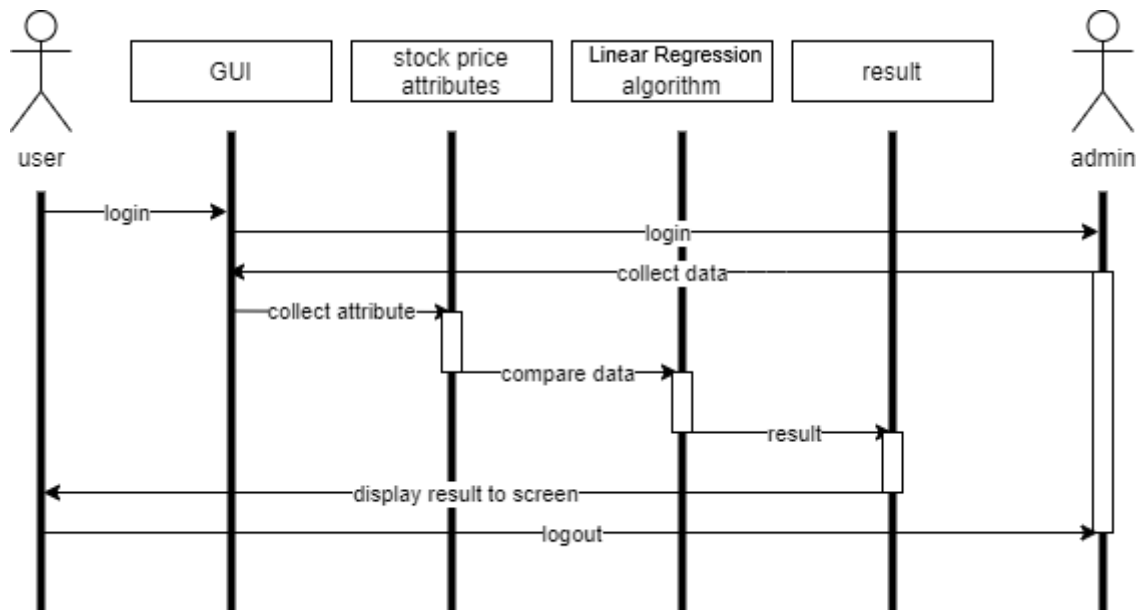 GUI
stock price
attributes
Linear Regression
algorithm
result
user
admin
login
login
collect data
collect attribute
compare data
result
display result to screen
logout